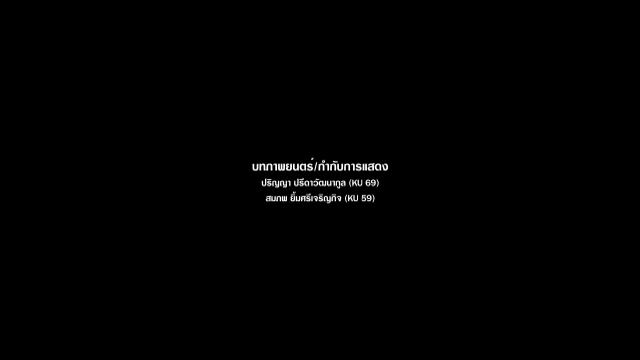 บทภาพยนตร์/กำกับการแสดง
ปริญญา ปรีดาวัฒนากูล (KU 69)
สมภพ ยิ้มศรีเจริญกิจ (KU 59)